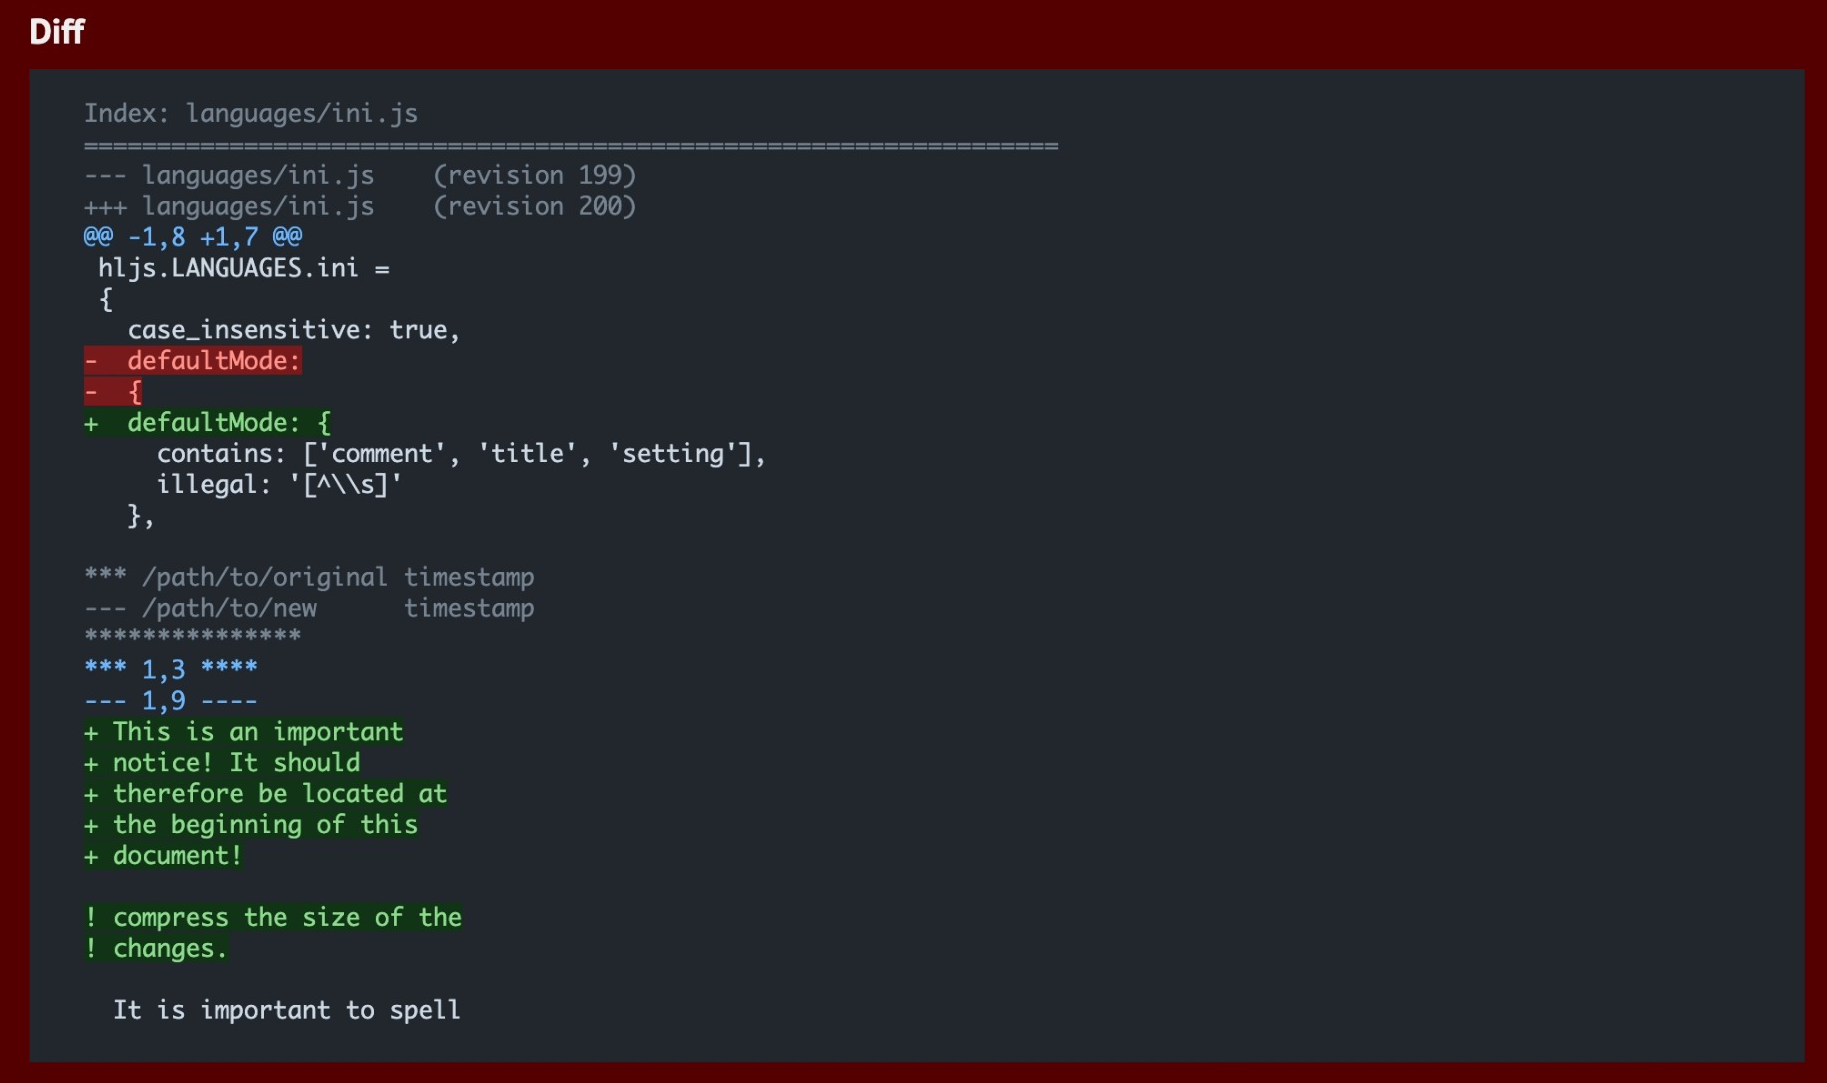 Diff
Index: languages/ini.js
===================================================================
--- languages/ini.js    (revision 199)
+++ languages/ini.js    (revision 200)
@@ -1,8 +1,7 @@
 hljs.LANGUAGES.ini =
 {
   case_insensitive: true,
-  defaultMode:
-  {
+  defaultMode: {
     contains: ['comment', 'title', 'setting'],
     illegal: '[^\\s]'
   },
*** /path/to/original timestamp
--- /path/to/new      timestamp
***************
*** 1,3 ****
--- 1,9 ----
+ This is an important
+ notice! It should
+ therefore be located at
+ the beginning of this
+ document!
! compress the size of the
! changes.
  It is important to spell